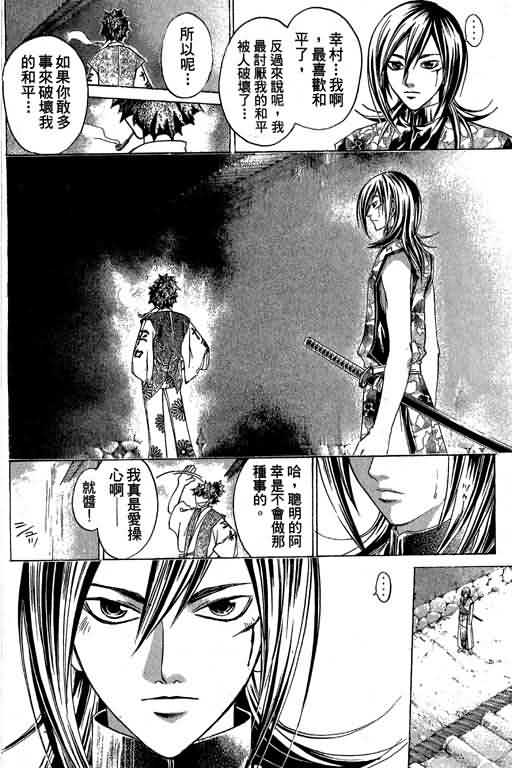 ⋯⋯
幸村⋯我啊
，最喜歡和
平了，
反過來說呢，我
最討厭我的和平
被人破壞了⋯
所以呢⋯
如果你敢多
事來破壞我
的和平⋯
哈，聰明的阿
幸是不會做那
種事的。
我真是愛操
心啊——
就醬！
⋯⋯